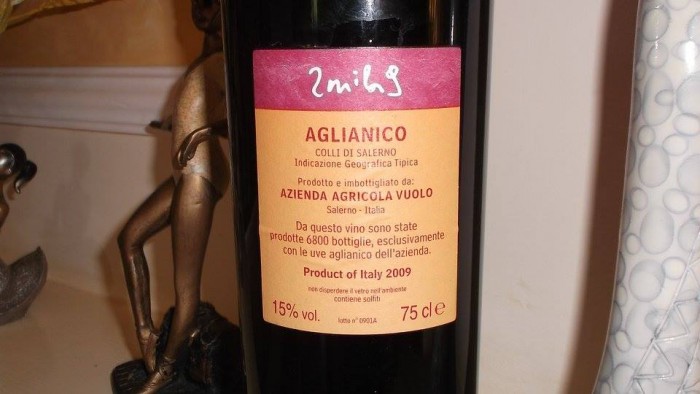 AGLIANICO
COLLI DI SALERNO
Indicazione Geografica Tipica
Prodotto e imbottigliato da:
AZIENDA AGRICOLA VUOLO
Salerno - Italia
Da questo vino sono state
prodotte 6800 bottiglie, esclusivamente
con le uve aglianico dell'azienda.
Product of Italy 2009
non disperdere il vetro nell'ambiente
contiene solfiti
15% vol.
lotto n° 0901A
75 cl e